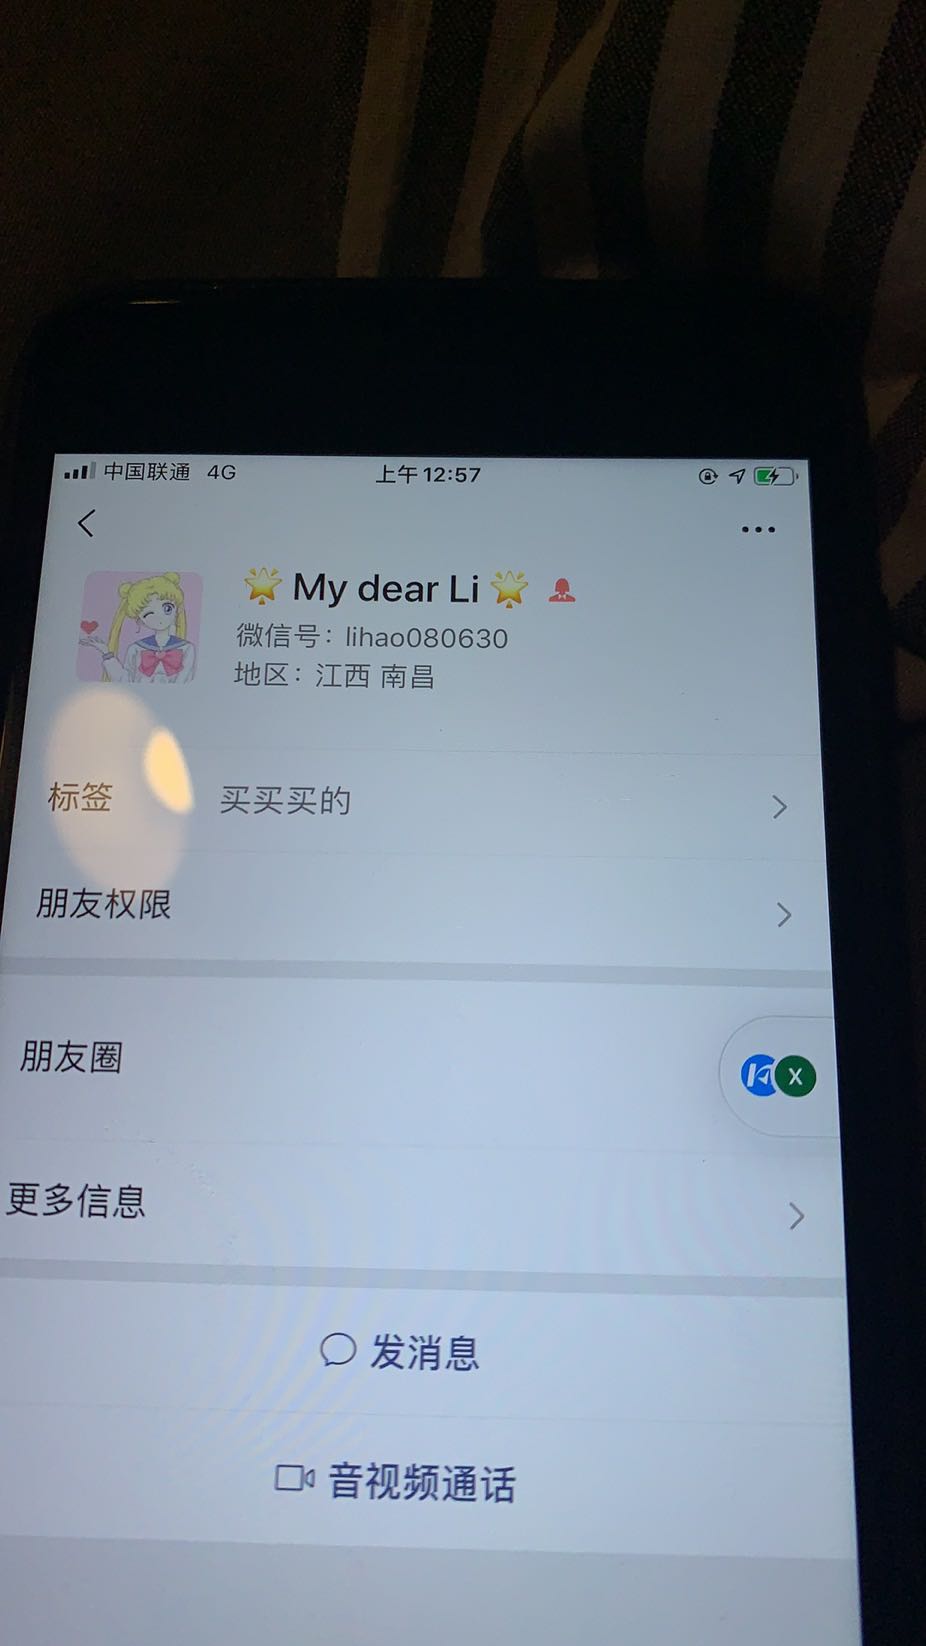 中国联通 4G 上午12:57
🌟 My dear Li 🌟
微信号：lihao080630
地区：江西 南昌
标签 买买买的
朋友权限
朋友圈
X
更多信息
发消息
音视频通话